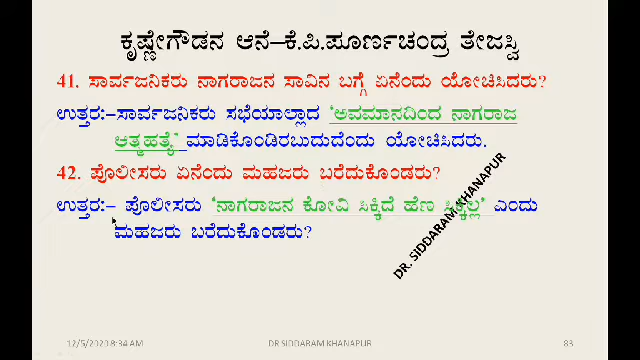 ಕೃಷ್ಣೇಗೌಡನ ಆನೆ–ಕೆ.ಪಿ.ಪೂರ್ಣಚಂದ್ರ ತೇಜಸ್ವಿ
41. ಸಾರ್ವಜನಿಕರು ನಾಗರಾಜನ ಸಾವಿನ ಬಗ್ಗೆ ಏನೆಂದು ಯೋಚಿಸಿದರು?
ಉತ್ತರ:–ಸಾರ್ವಜನಿಕರು ಸಭೆಯಾಲ್ಲಾದ 'ಅವಮಾನದಿಂದ ನಾಗರಾಜ
ಆತ್ಮಹತ್ಯೆ' ಮಾಡಿಕೊಂಡಿರಬುದುದೆಂದು ಯೋಚಿಸಿದರು.
42. ಪೊಲೀಸರು ಏನೆಂದು ಮಹಜರು ಬರೆದುಕೊಂಡರು?
ಉತ್ತರ:– ಪೊಲೀಸರು 'ನಾಗರಾಜನ ಕೋವಿ ಸಿಕ್ಕಿದೆ ಹೆಣ ಸಿಕ್ಕಿಲ್ಲ' ಎಂದು
ಮಹಜರು ಬರೆದುಕೊಂಡರು?
DR. SIDDARAM KHANAPUR
12/5/2020 8:34 AM
DR SIDDARAM KHANAPUR
83